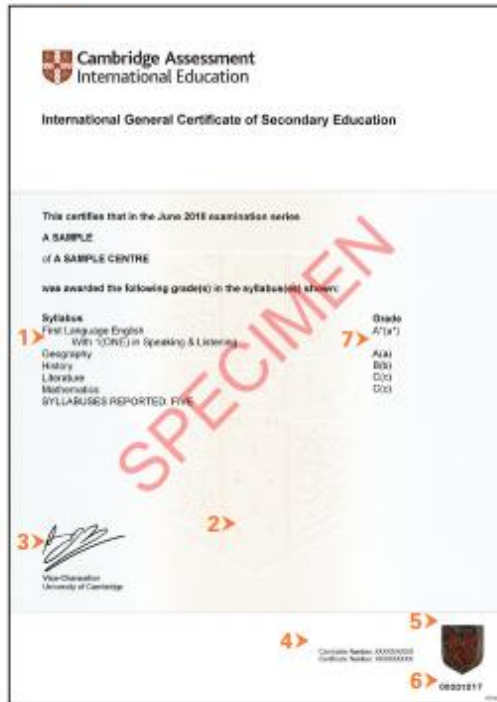 Cambridge Assessment
International Education
International General Certificate of Secondary Education
This certifies that in the June 2018 examination series
A SAMPLE
of A SAMPLE CENTRE
was awarded the following grade(s) in the syllabus(es) shown:
Syllabus Grade
1 First Language English 7 A*(a*)
With 1(ONE) in Speaking & Listening
Geography A(a)
History B(b)
Literature C(c)
Mathematics C(c)
SYLLABUSES REPORTED: FIVE
SPECIMEN
2
3
Vice-Chancellor
University of Cambridge
5
4
Candidate Number:
Certificate Number:
6